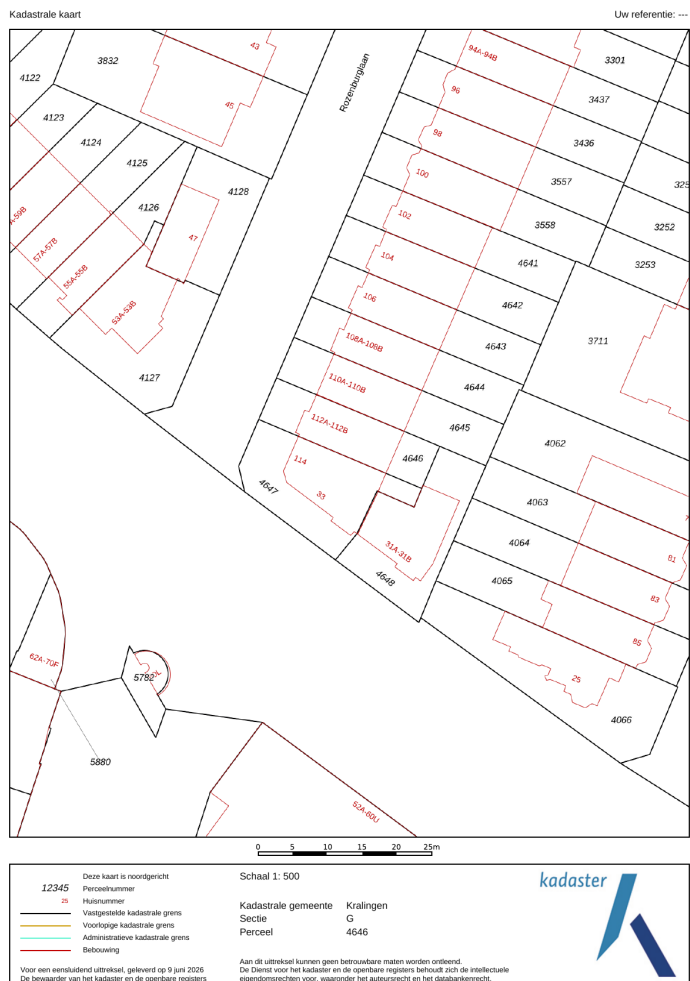 Kadastrale kaart
Uw referentie: ---
43
45
47
3832
4122
4123
4124
4125
4126
4128
4127
57A-57B
55A-55B
53A-53B
Rozenburglaan
94A-94B
96
98
100
102
104
106
108A-108B
110A-110B
112A-112B
114
33
31A-31B
3301
3437
3436
3557
3558
3252
3253
4641
4642
4643
4644
4645
4646
4647
4648
3711
4062
4063
4064
4065
4066
81
83
85
25
62A-70F
5782
5880
52A-60U
0 5 10 15 20 25m
Deze kaart is noordgericht
12345 Perceelnummer
25 Huisnummer
Vastgestelde kadastrale grens
Voorlopige kadastrale grens
Administratieve kadastrale grens
Bebouwing
Voor een eensluidend uittreksel, geleverd op 9 juni 2026
De bewaarder van het kadaster en de openbare registers
Schaal 1: 500
Kadastrale gemeente Kralingen
Sectie G
Perceel 4646
Aan dit uittreksel kunnen geen betrouwbare maten worden ontleend.
De Dienst voor het kadaster en de openbare registers behoudt zich de intellectuele
eigendomsrechten voor, waaronder het auteursrecht en het databankenrecht.
kadaster